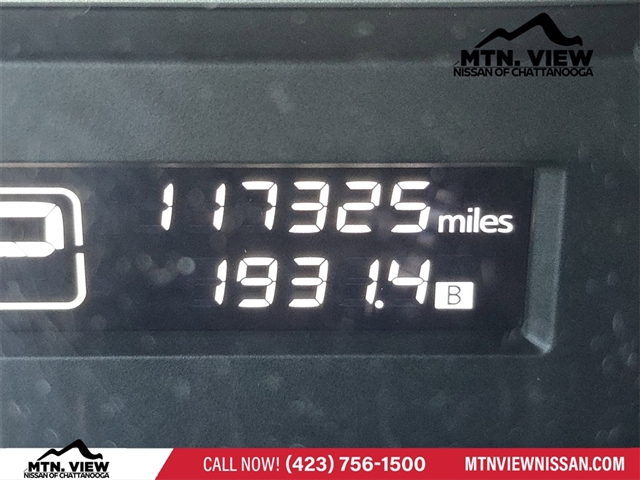 MTN. VIEW
NISSAN OF CHATTANOOGA
P
117325 miles
1931.4 B
MTN. VIEW
NISSAN OF CHATTANOOGA
CALL NOW! (423) 756-1500
MTNVIEWNISSAN.COM